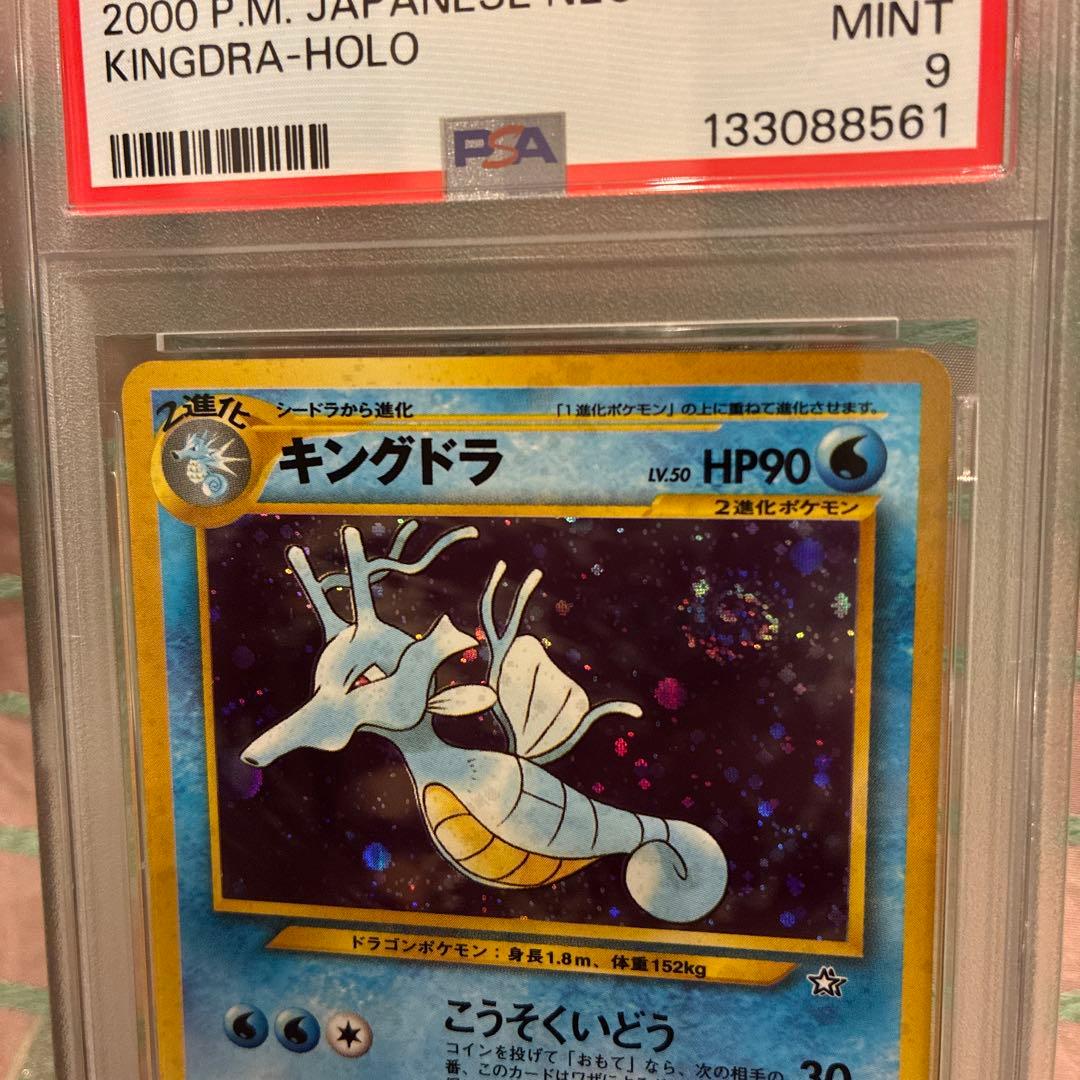 2000 P.M. JAPANESE
KINGDRA-HOLO
MINT
9
133088561
PSA
2進化
シードラから進化
「1進化ポケモン」の上に重ねて進化させます。
キングドラ
LV.50 HP90
2進化ポケモン
ドラゴンポケモン：身長1.8m、体重152kg
こうそくいどう
コインを投げて「おもて」なら、次の相手の
番、このカードはワザによる
30